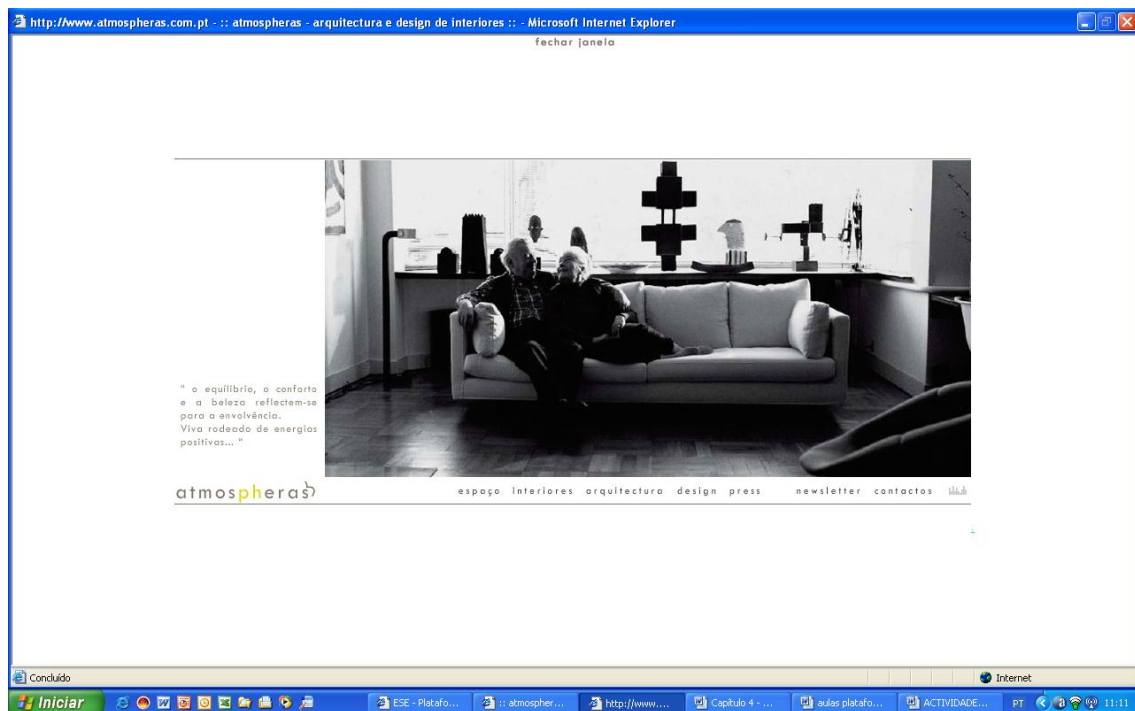 http://www.atmospheras.com.pt - :: atmospheras - arquitectura e design de interiores :: - Microsoft Internet Explorer
fechar janela
" o equilíbrio, o conforto
e a beleza reflectem-se
para a envolvência.
Viva rodeado de energias
positivas... "
atmospheras
espaço interiores arquitectura design press newsletter contactos
Concluído
Internet
Iniciar
ESE - Platafo...
:: atmospher...
http://www....
Capítulo 4 - ...
aulas platafo...
ACTIVIDADE...
PT
11:11